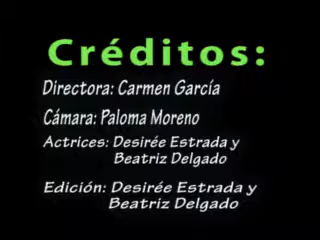 Créditos:
Directora: Carmen García
Cámara: Paloma Moreno
Actrices: Desirée Estrada y
Beatriz Delgado
Edición: Desirée Estrada y
Beatriz Delgado